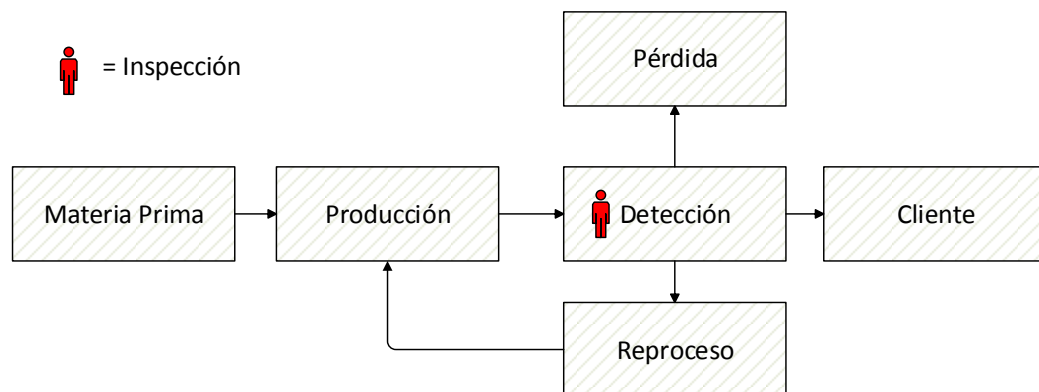 = Inspección
Pérdida
Materia Prima
Producción
Detección
Cliente
Reproceso